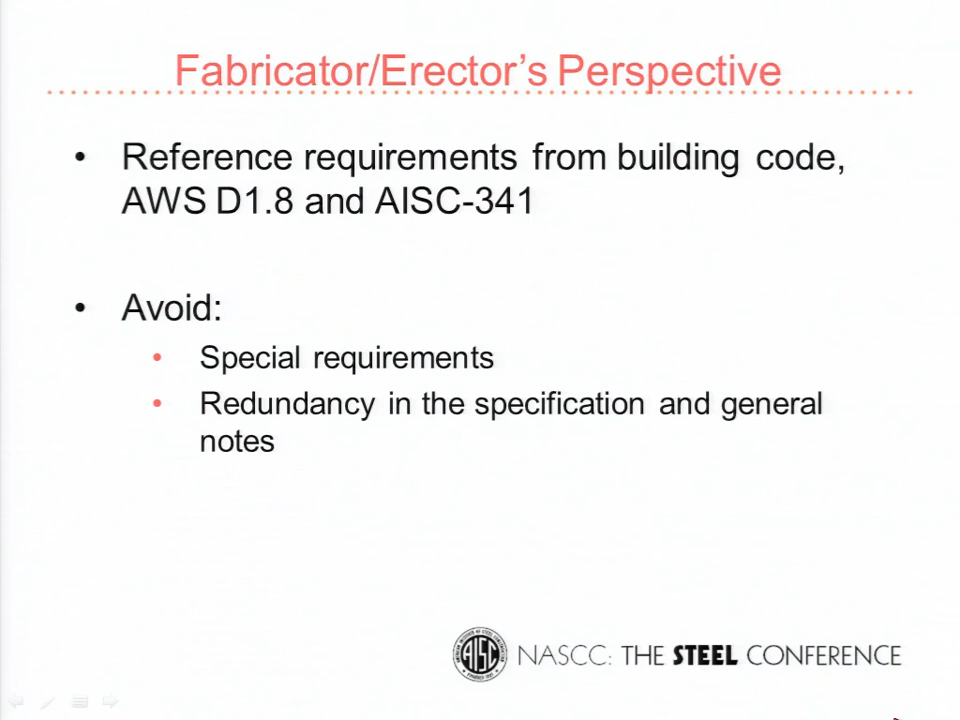 Fabricator/Erector’s Perspective
• Reference requirements from building code,
AWS D1.8 and AISC-341
• Avoid:
• Special requirements
• Redundancy in the specification and general
notes
AISC NASCC: THE STEEL CONFERENCE